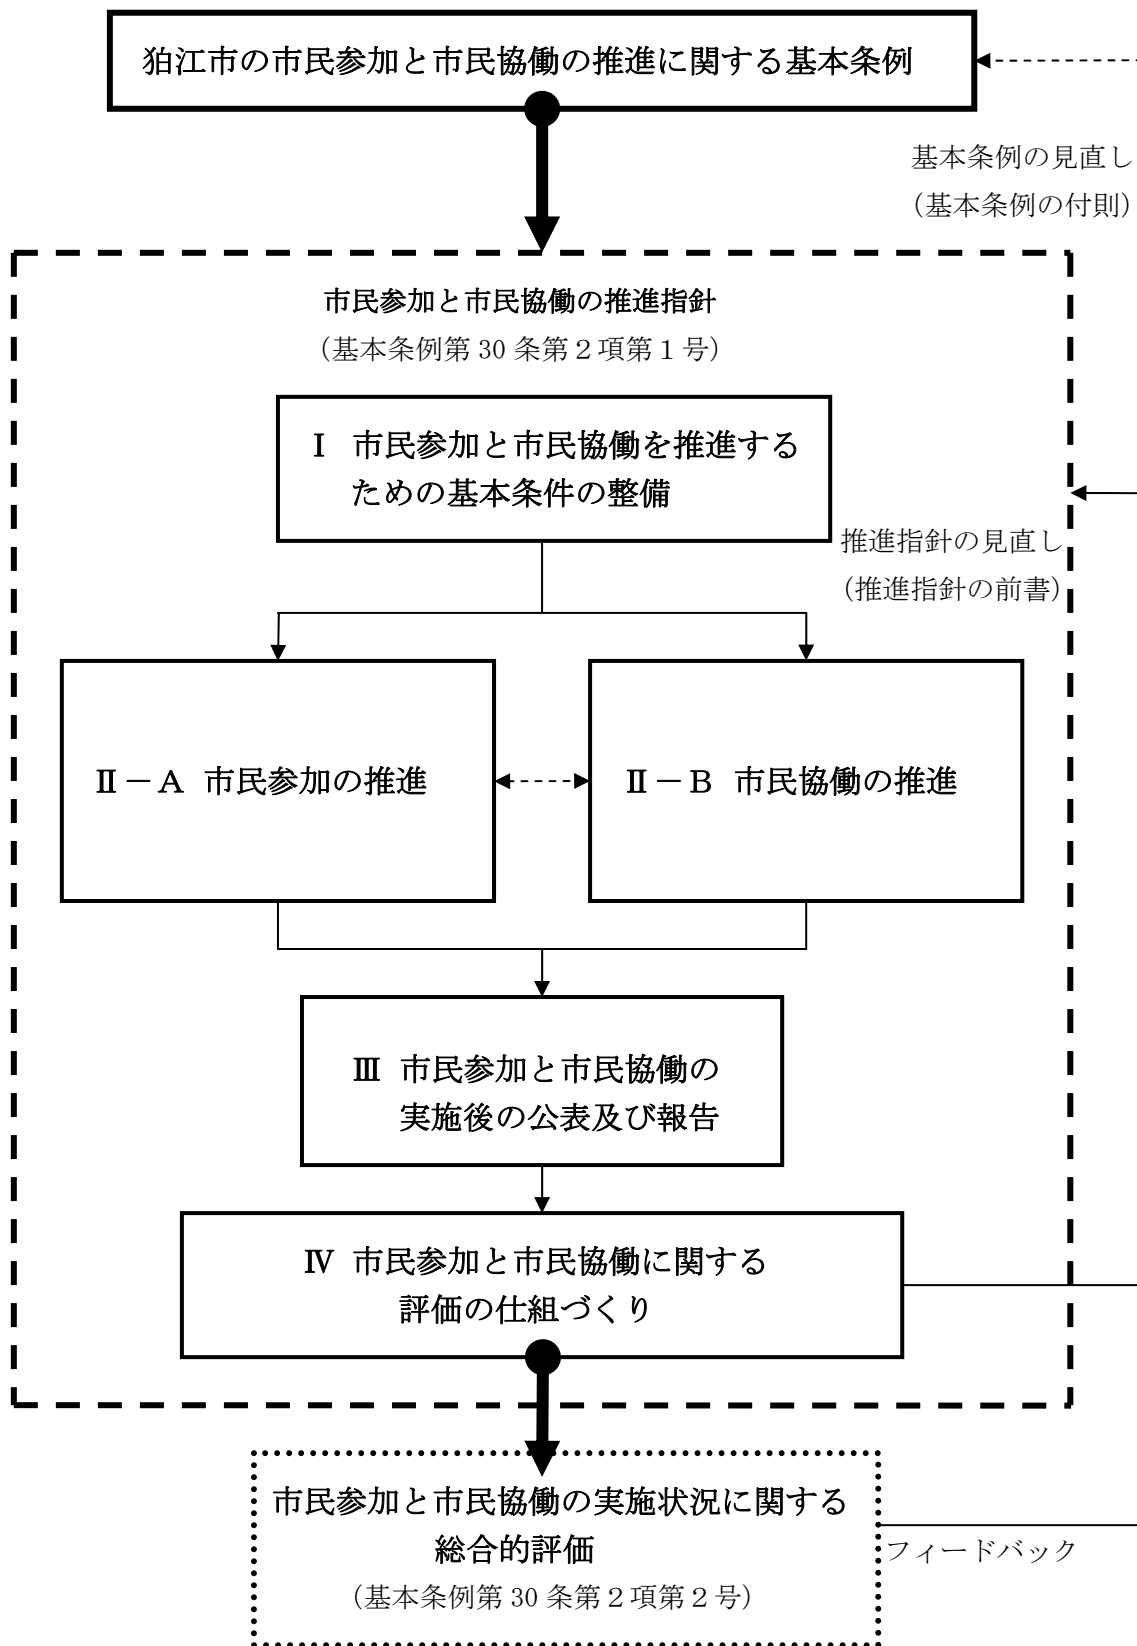 狛江市の市民参加と市民協働の推進に関する基本条例
基本条例の見直し
（基本条例の付則）
市民参加と市民協働の推進指針
（基本条例第 30 条第２項第１号）
Ⅰ 市民参加と市民協働を推進する
ための基本条件の整備
推進指針の見直し
（推進指針の前書）
Ⅱ－Ａ 市民参加の推進
Ⅱ－Ｂ 市民協働の推進
Ⅲ 市民参加と市民協働の
実施後の公表及び報告
Ⅳ 市民参加と市民協働に関する
評価の仕組づくり
市民参加と市民協働の実施状況に関する
総合的評価
（基本条例第 30 条第２項第２号）
フィードバック